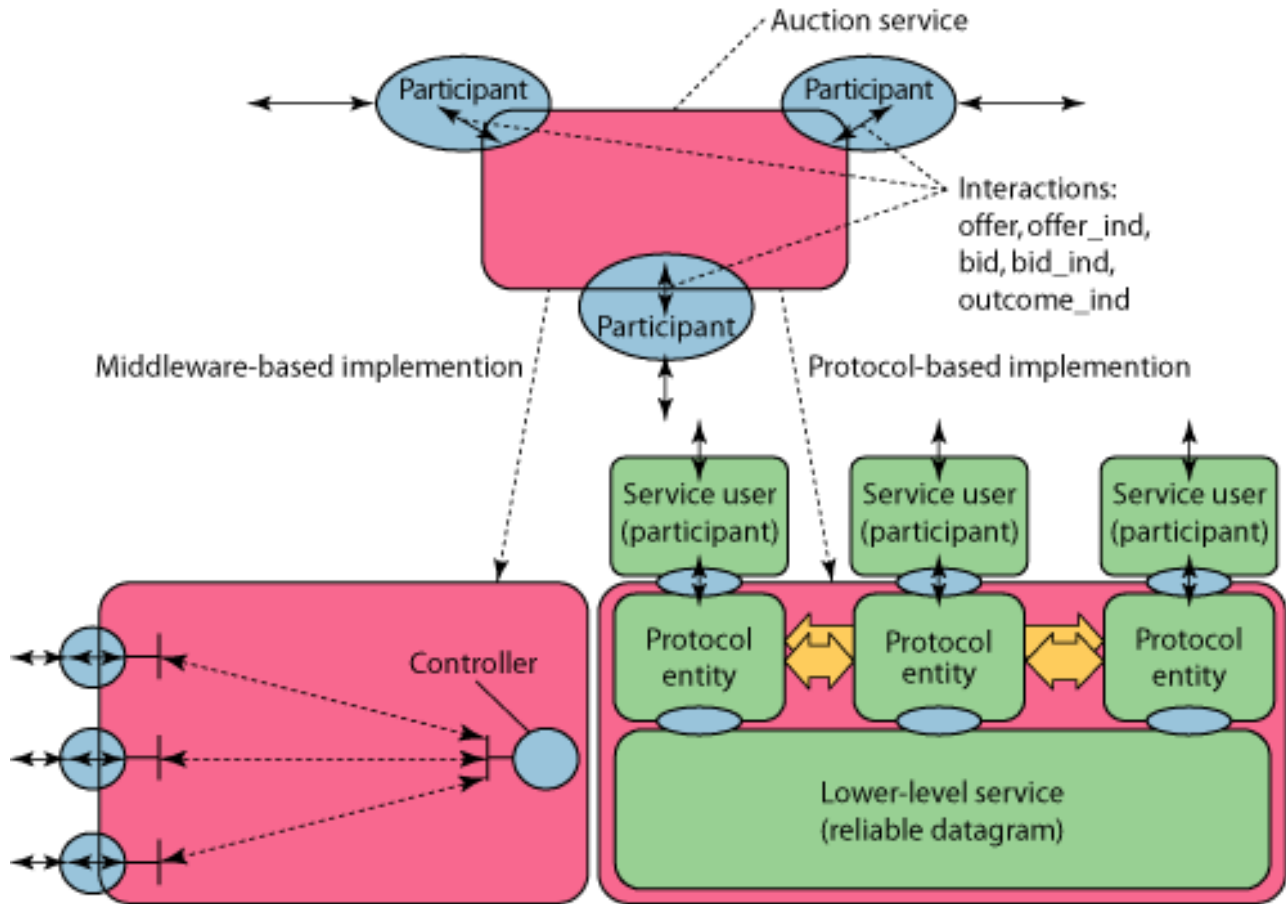 Auction service
Participant
Participant
Interactions:
offer, offer_ind,
bid, bid_ind,
outcome_ind
Participant
Middleware-based implemention
Protocol-based implemention
Service user
(participant)
Service user
(participant)
Service user
(participant)
Controller
Protocol
entity
Protocol
entity
Protocol
entity
Lower-level service
(reliable datagram)